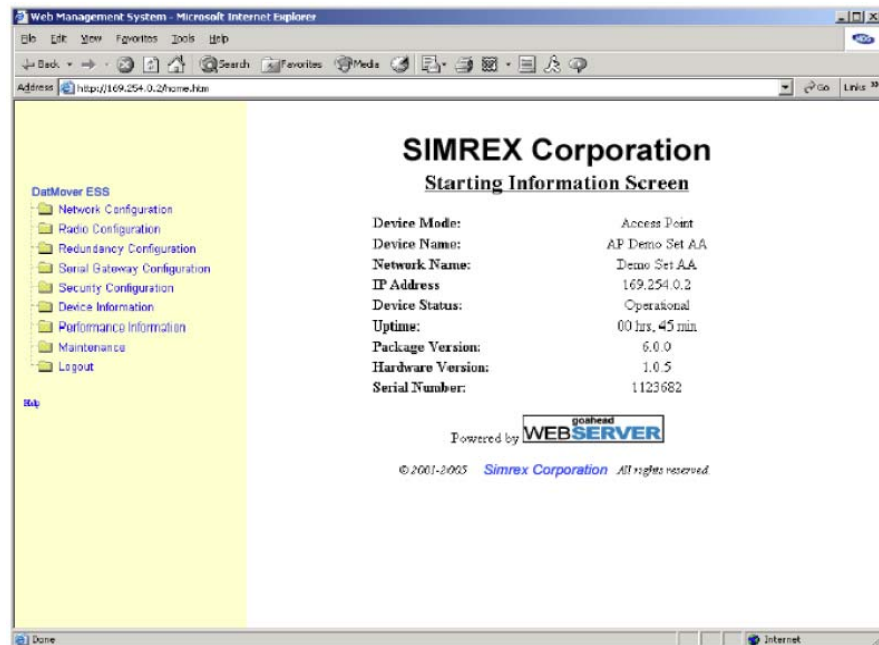 Web Management System - Microsoft Internet Explorer
File Edit View Favorites Tools Help
Back Search Favorites Media
Address http://169.254.0.2/home.htm Go Links »
SIMREX Corporation
Starting Information Screen
DatMover ESS
Network Configuration
Radio Configuration
Redundancy Configuration
Serial Gateway Configuration
Security Configuration
Device Information
Performance Information
Maintenance
Logout
Help
Device Mode: Access Point
Device Name: AP Demo Set AA
Network Name: Demo Set AA
IP Address 169.254.0.2
Device Status: Operational
Uptime: 00 hrs, 45 min
Package Version: 6.0.0
Hardware Version: 1.0.5
Serial Number: 1123682
Powered by goahead WEBSERVER
© 2001-2005 Simrex Corporation All rights reserved.
Done Internet